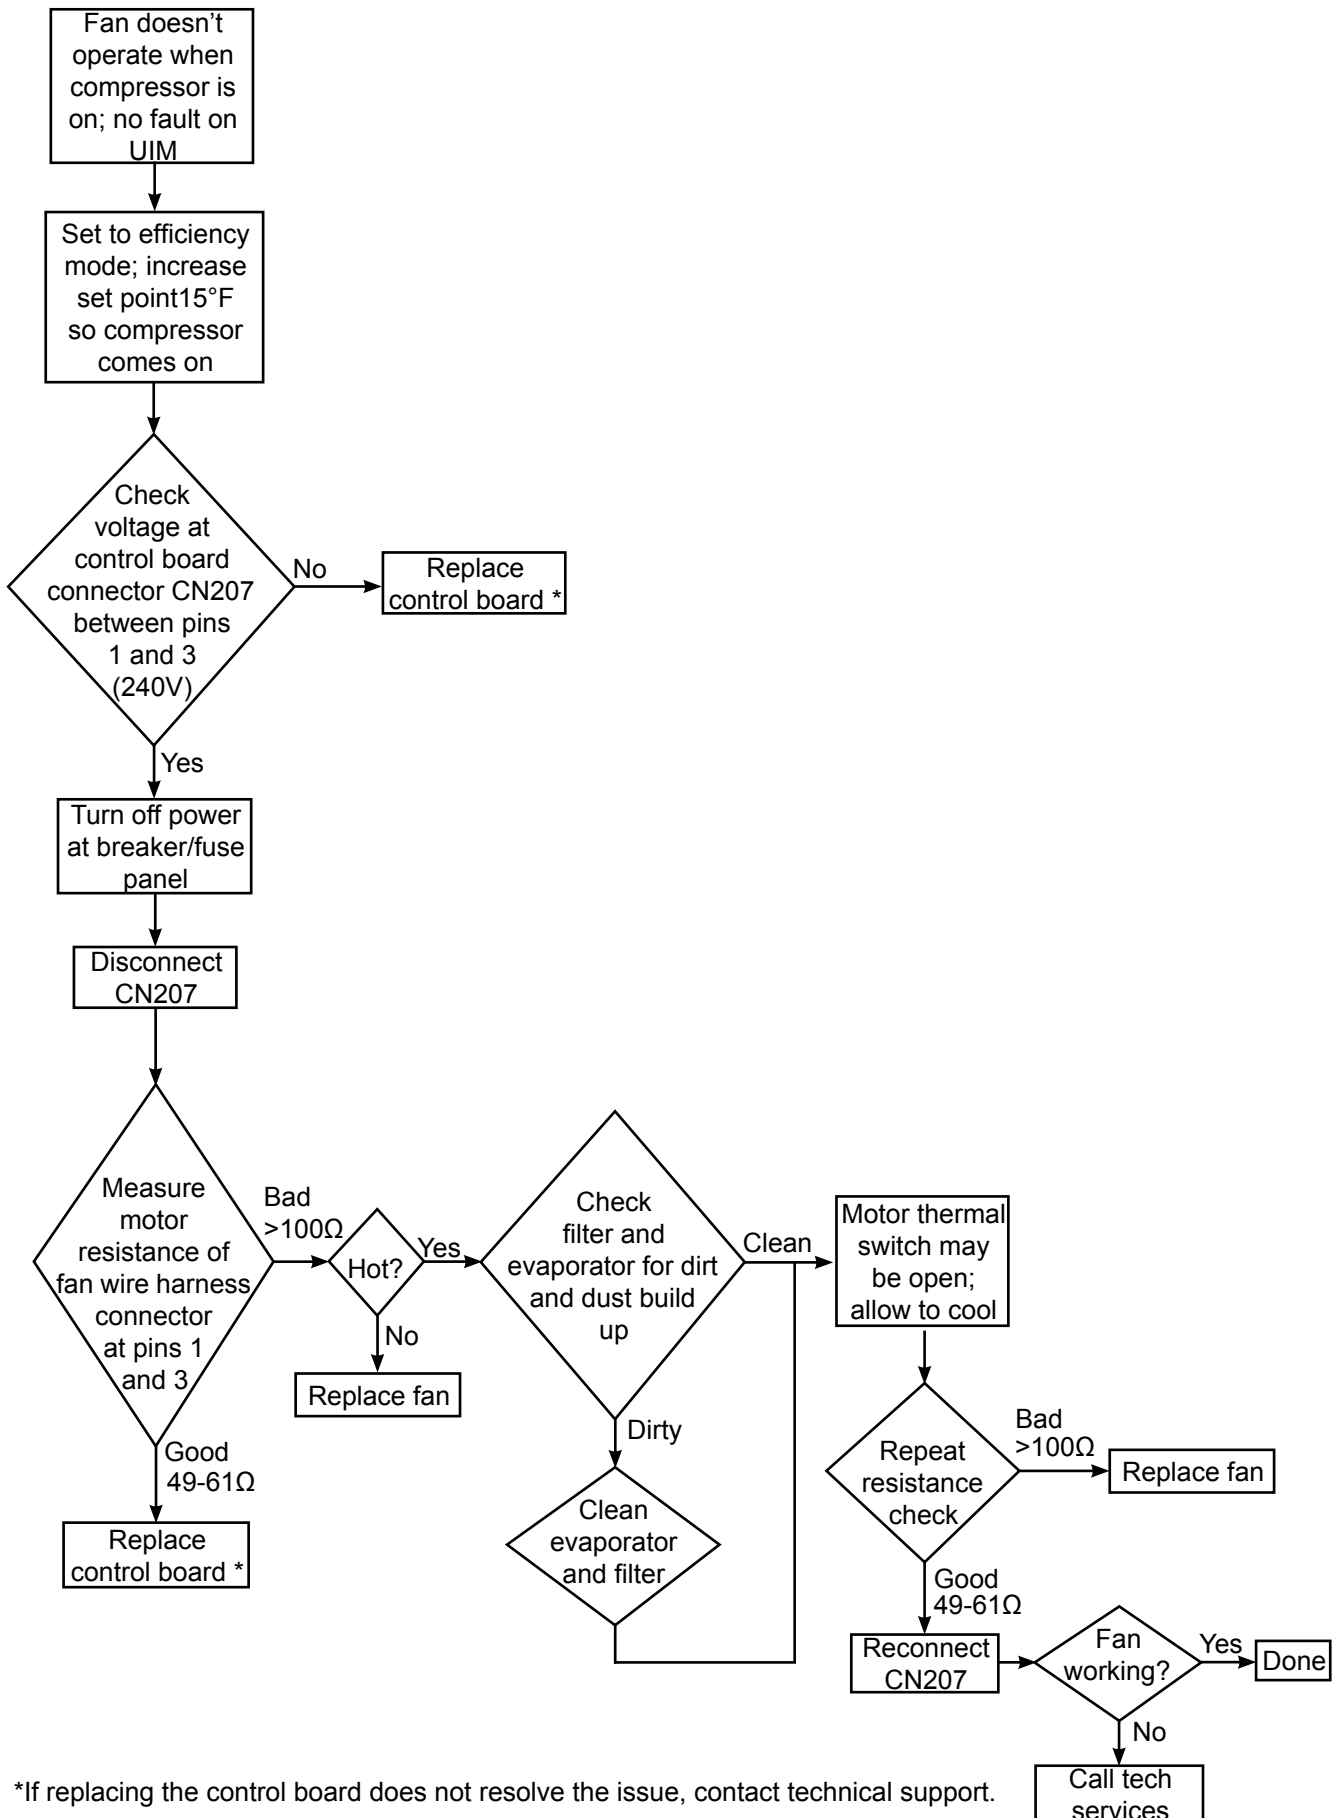 Fan doesn’t
operate when
compressor is
on; no fault on
UIM
Set to efficiency
mode; increase
set point15°F
so compressor
comes on
Check
voltage at
control board
connector CN207
between pins
1 and 3
(240V)
No
Replace
control board *
Yes
Turn off power
at breaker/fuse
panel
Disconnect
CN207
Measure
motor
resistance of
fan wire harness
connector
at pins 1
and 3
Bad
>100Ω
Hot?
Yes
No
Replace fan
Good
49-61Ω
Replace
control board *
Check
filter and
evaporator for dirt
and dust build
up
Clean
Dirty
Clean
evaporator
and filter
Motor thermal
switch may
be open;
allow to cool
Repeat
resistance
check
Bad
>100Ω
Replace fan
Good
49-61Ω
Reconnect
CN207
Fan
working?
Yes
Done
No
Call tech
services
*If replacing the control board does not resolve the issue, contact technical support.